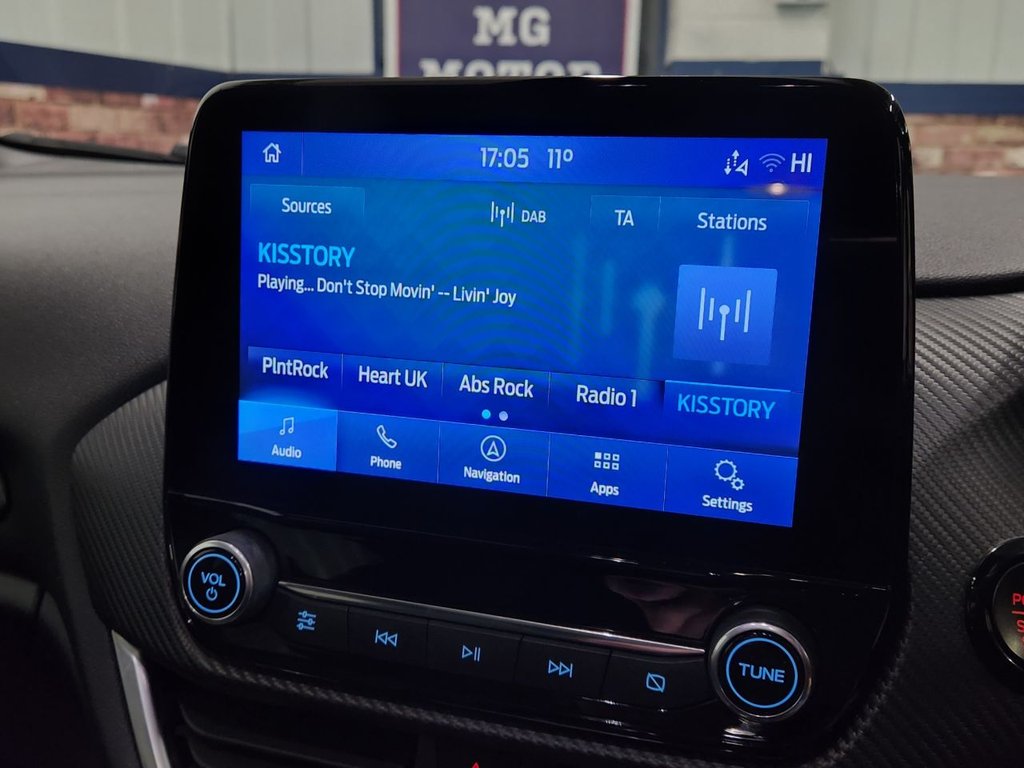 MG
MOTOR
17:05 11°
HI
Sources
DAB
TA
Stations
KISSTORY
Playing... Don't Stop Movin' -- Livin' Joy
PlntRock
Heart UK
Abs Rock
Radio 1
KISSTORY
Audio
Phone
Navigation
Apps
Settings
VOL
TUNE